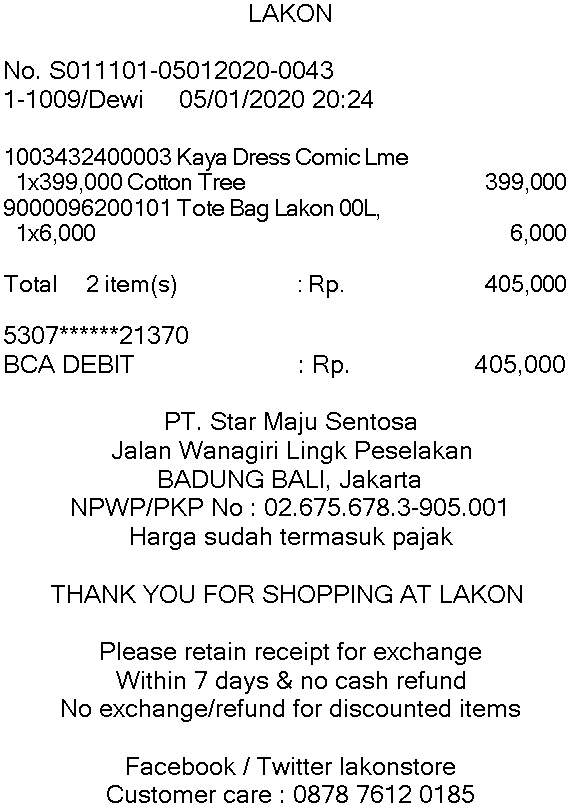 LAKON
No. S011101-05012020-0043
1-1009/Dewi 05/01/2020 20:24
1003432400003 Kaya Dress Comic Lme
1x399,000 Cotton Tree 399,000
9000096200101 Tote Bag Lakon 00L,
1x6,000 6,000
Total 2 item(s) : Rp. 405,000
5307******21370
BCA DEBIT : Rp. 405,000
PT. Star Maju Sentosa
Jalan Wanagiri Lingk Peselakan
BADUNG BALI, Jakarta
NPWP/PKP No : 02.675.678.3-905.001
Harga sudah termasuk pajak
THANK YOU FOR SHOPPING AT LAKON
Please retain receipt for exchange
Within 7 days & no cash refund
No exchange/refund for discounted items
Facebook / Twitter lakonstore
Customer care : 0878 7612 0185